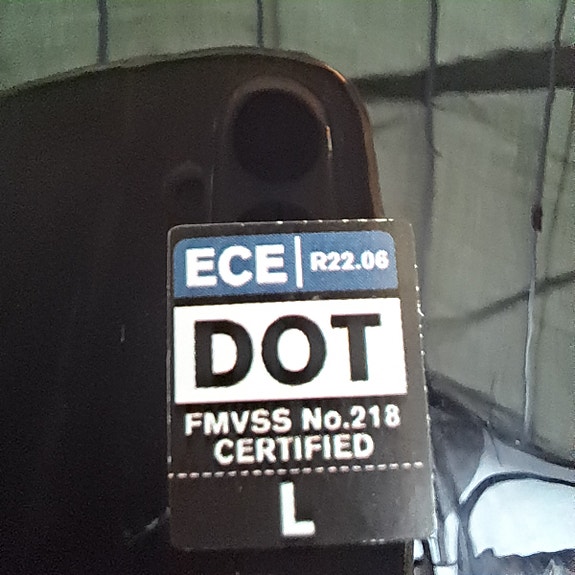 ECE | R22.06
DOT
FMVSS No.218
CERTIFIED
L